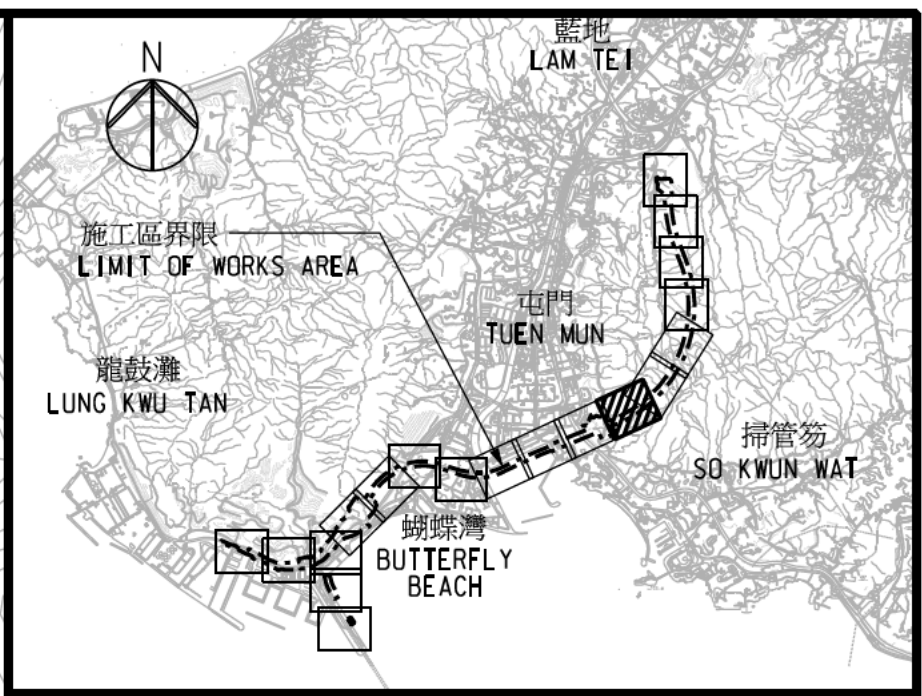 藍地
LAM TEI
N
施工區界限
LIMIT OF WORKS AREA
屯門
TUEN MUN
龍鼓灘
LUNG KWU TAN
掃管笏
SO KWUN WAT
蝴蝶灣
BUTTERFLY
BEACH